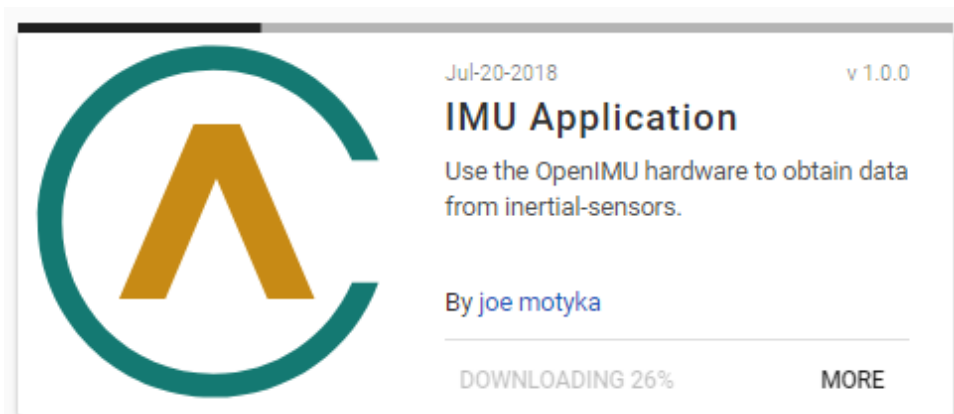 Jul-20-2018 v 1.0.0
IMU Application
Use the OpenIMU hardware to obtain data
from inertial-sensors.
By joe motyka
DOWNLOADING 26% MORE